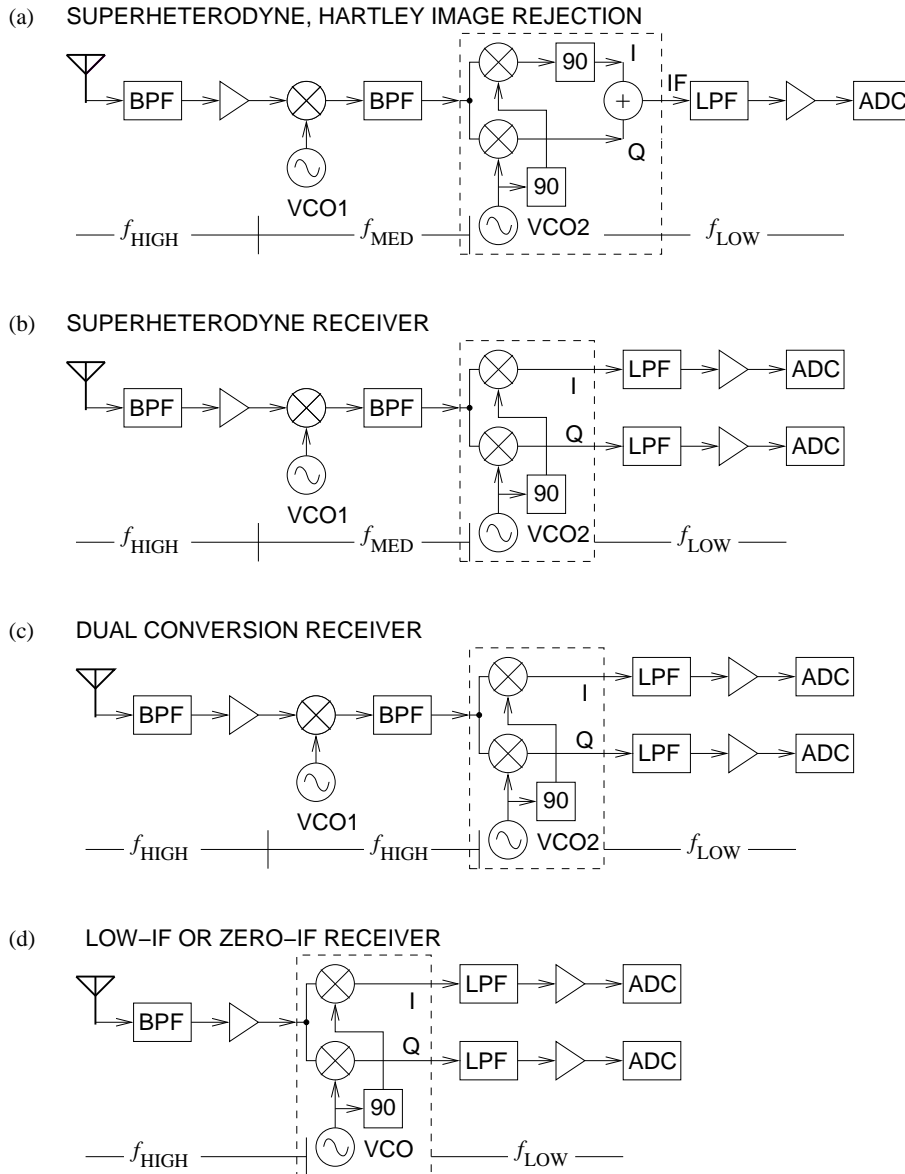 (a) SUPERHETERODYNE, HARTLEY IMAGE REJECTION
90 I
BPF BPF + IF LPF ADC
Q
90
VCO1 VCO2
fHIGH fMED fLOW
(b) SUPERHETERODYNE RECEIVER
LPF ADC
I
BPF BPF
Q LPF ADC
90
VCO1 VCO2
fHIGH fMED fLOW
(c) DUAL CONVERSION RECEIVER
LPF ADC
I
BPF BPF
Q LPF ADC
90
VCO1 VCO2
fHIGH fHIGH fLOW
(d) LOW–IF OR ZERO–IF RECEIVER
LPF ADC
I
BPF
Q LPF ADC
90
VCO
fHIGH fLOW